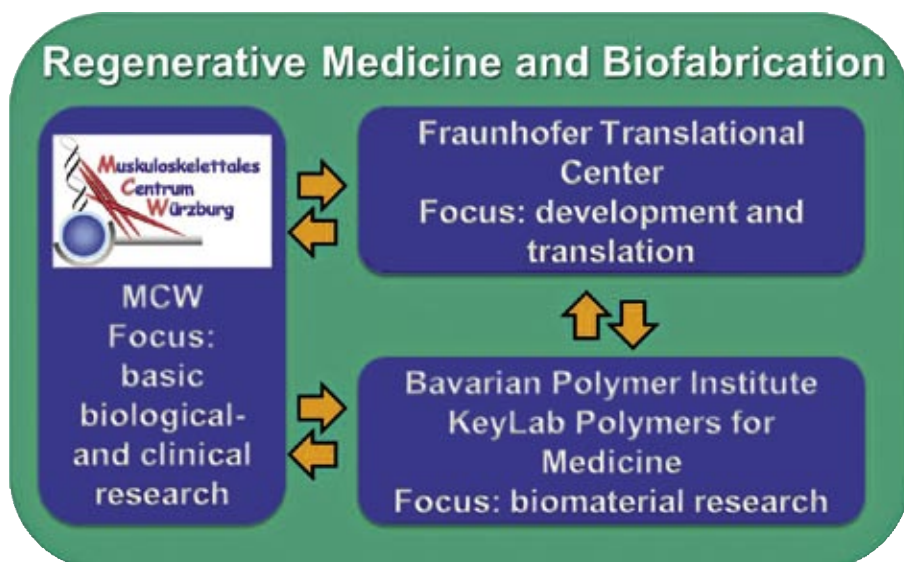 Regenerative Medicine and Biofabrication
Muskuloskelettales
Centrum
Würzburg
MCW
Focus:
basic
biological-
and clinical
research
Fraunhofer Translational
Center
Focus: development and
translation
Bavarian Polymer Institute
KeyLab Polymers for
Medicine
Focus: biomaterial research